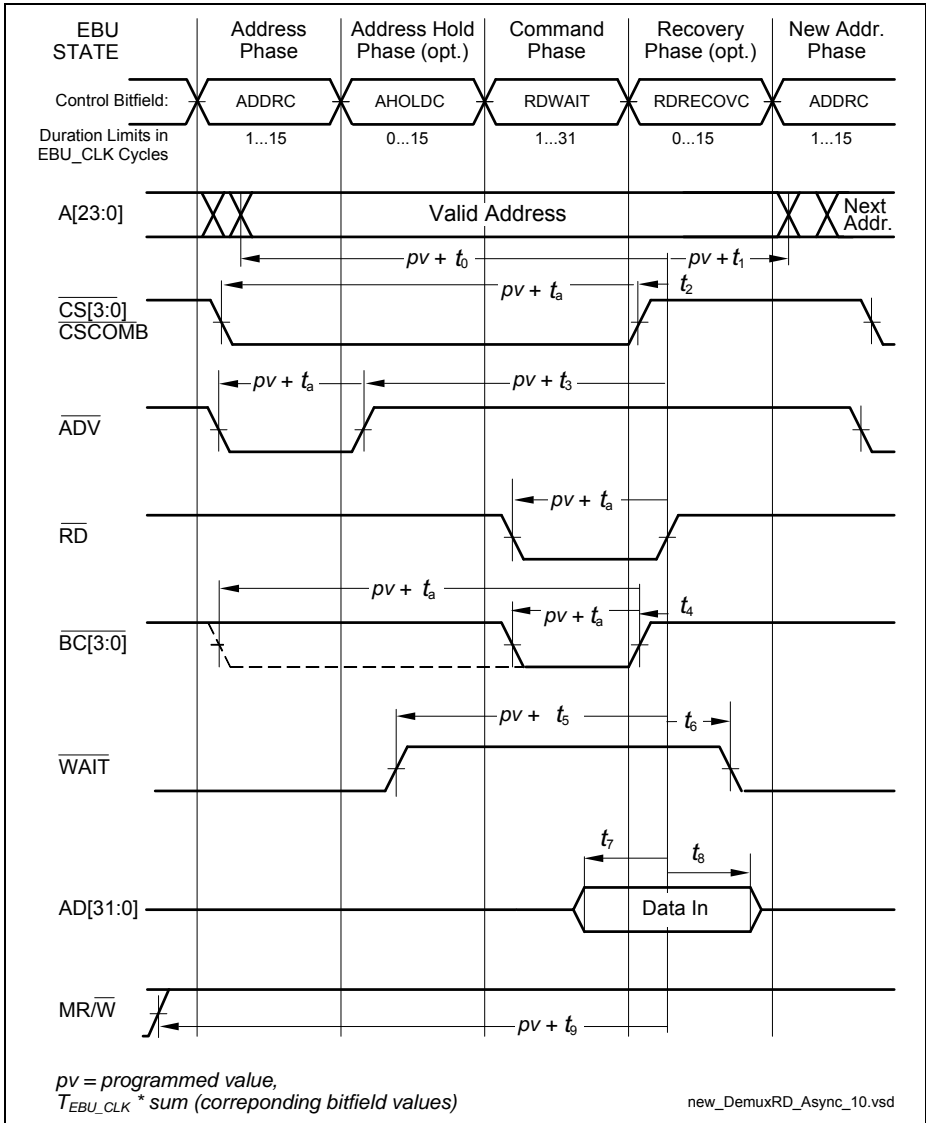 EBU STATE
Address Phase
Address Hold Phase (opt.)
Command Phase
Recovery Phase (opt.)
New Addr. Phase
Control Bitfield: ADDRC AHOLDC RDWAIT RDRECOVC ADDRC
Duration Limits in EBU_CLK Cycles
1...15 0...15 1...31 0...15 1...15
A[23:0] Valid Address Next Addr.
pv + t0 pv + t1
pv + ta t2
CS[3:0]
CSCOMB
pv + ta pv + t3
ADV
pv + ta
RD
pv + ta
pv + ta t4
BC[3:0]
pv + t5 t6
WAIT
t7 t8
AD[31:0] Data In
MR/W
pv + t9
pv = programmed value,
TEBU_CLK * sum (correponding bitfield values)
new_DemuxRD_Async_10.vsd